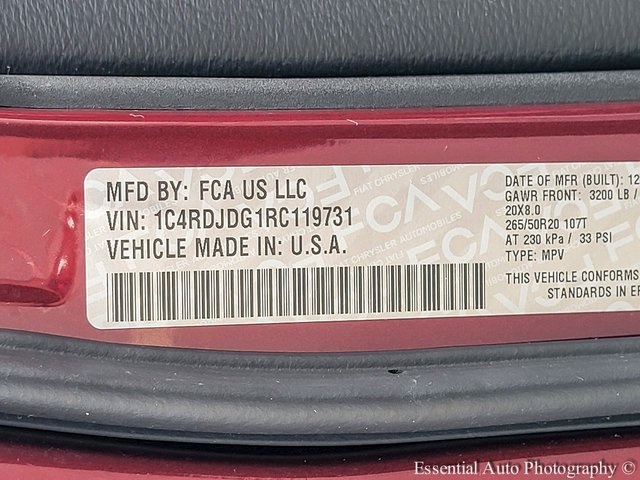 MFD BY: FCA US LLC
VIN: 1C4RDJDG1RC119731
VEHICLE MADE IN: U.S.A.
DATE OF MFR (BUILT): 12
GAWR FRONT: 3200 LB /
20X8.0
265/50R20 107T
AT 230 kPa / 33 PSI
TYPE: MPV
THIS VEHICLE CONFORMS
STANDARDS IN
Essential Auto Photography ©